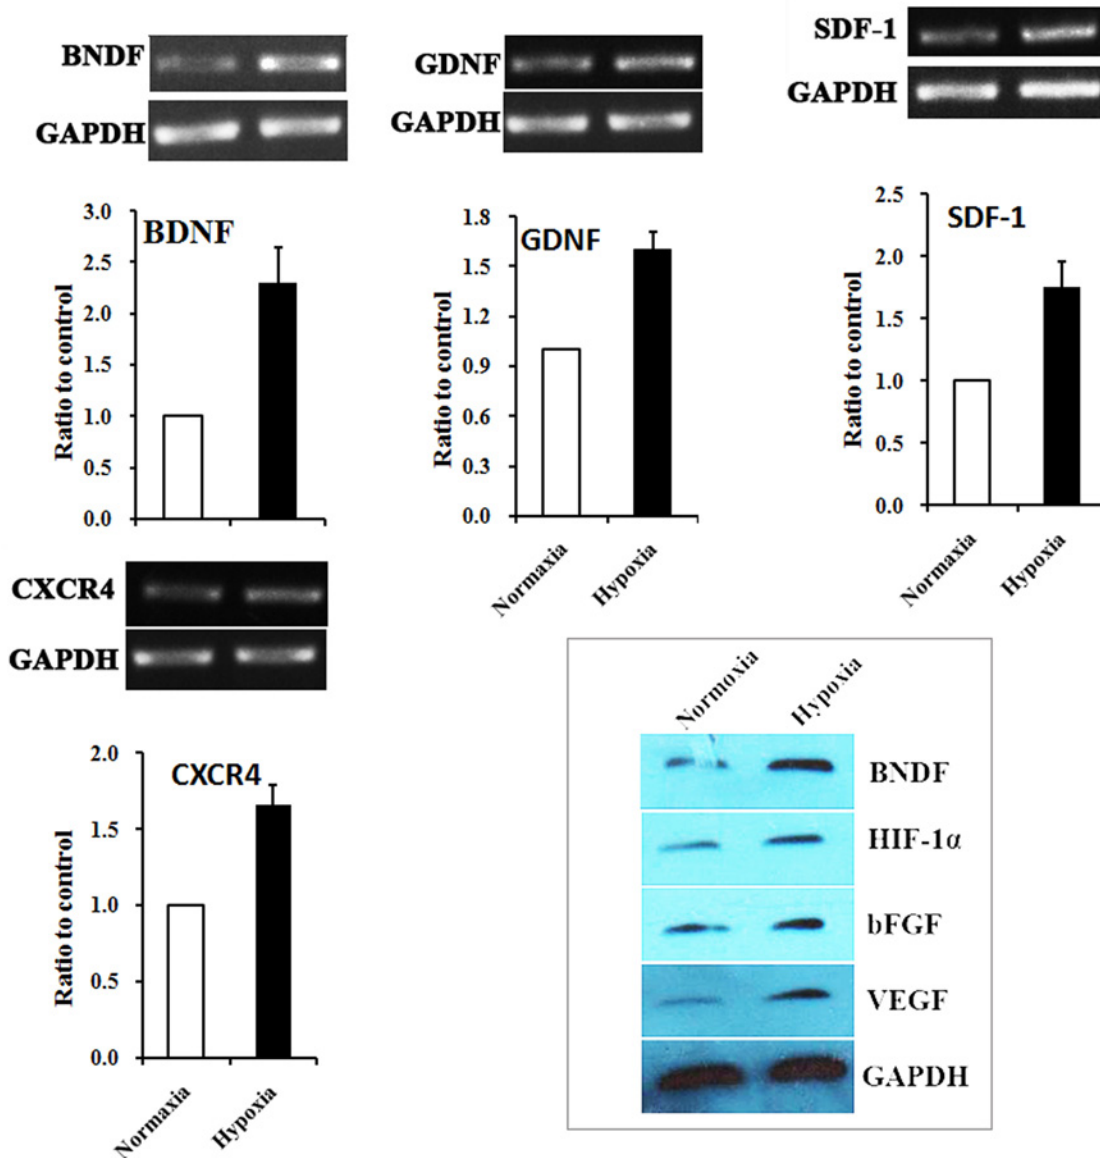 BNDF
GAPDH
GDNF
GAPDH
SDF-1
GAPDH
BDNF
Ratio to control
3.0
2.5
2.0
1.5
1.0
0.5
0.0
GDNF
Ratio to control
1.8
1.5
1.2
0.9
0.6
0.3
0.0
Normaxia
Hypoxia
SDF-1
Ratio to control
2.5
2.0
1.5
1.0
0.5
0.0
Normaxia
Hypoxia
CXCR4
GAPDH
CXCR4
Ratio to control
2.0
1.5
1.0
0.5
0.0
Normaxia
Hypoxia
Normoxia
Hypoxia
BNDF
HIF-1α
bFGF
VEGF
GAPDH